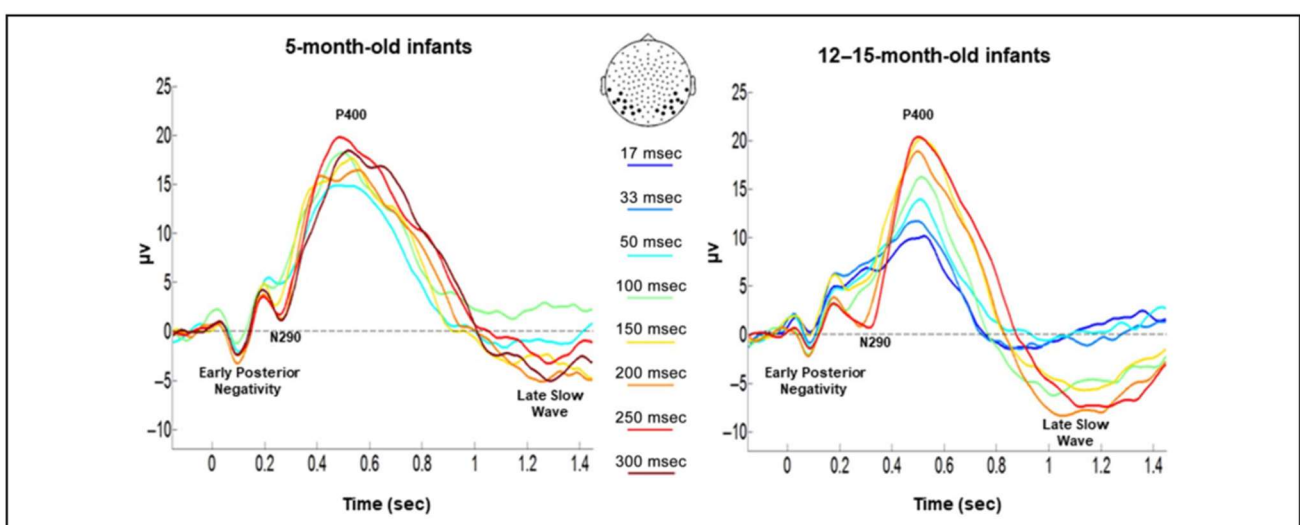 5-month-old infants
25
20
15
10
5
0
−5
−10
μv
P400
N290
Early Posterior
Negativity
Late Slow
Wave
0 0.2 0.4 0.6 0.8 1 1.2 1.4
Time (sec)
17 msec
33 msec
50 msec
100 msec
150 msec
200 msec
250 msec
300 msec
12–15-month-old infants
25
20
15
10
5
0
−5
−10
μv
P400
N290
Early Posterior
Negativity
Late Slow
Wave
0 0.2 0.4 0.6 0.8 1 1.2 1.4
Time (sec)